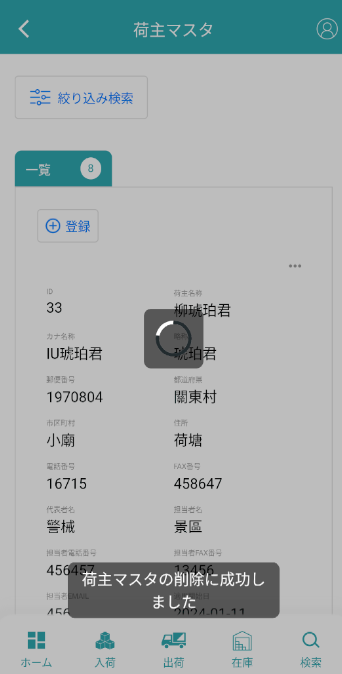 荷主マスタ
絞り込み検索
一覧 8
登録
ID 荷主名称
33 柳琥珀君
カナ名称
IU琥珀君 琥珀君
郵便番号 都道府県
1970804 關東村
市区町村 住所
小廟 荷塘
電話番号 FAX番号
16715 458647
代表者名 担当者名
警械 景區
担当者電話番号 担当者FAX番号
456457 13456
荷主マスタの削除に成功し
ました
2024-01-11
ホーム 入荷 出荷 在庫 検索